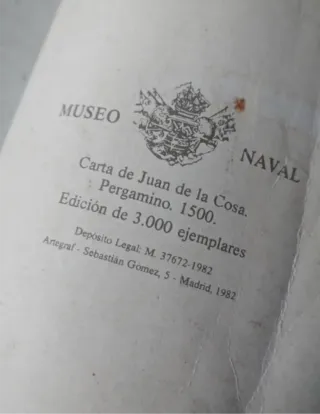 MUSEO NAVAL
Carta de Juan de la Cosa.
Pergamino. 1500.
Edición de 3.000 ejemplares
Depósito Legal: M. 37672-1982
Artegraf - Sebastián Gómez, 5 - Madrid, 1982